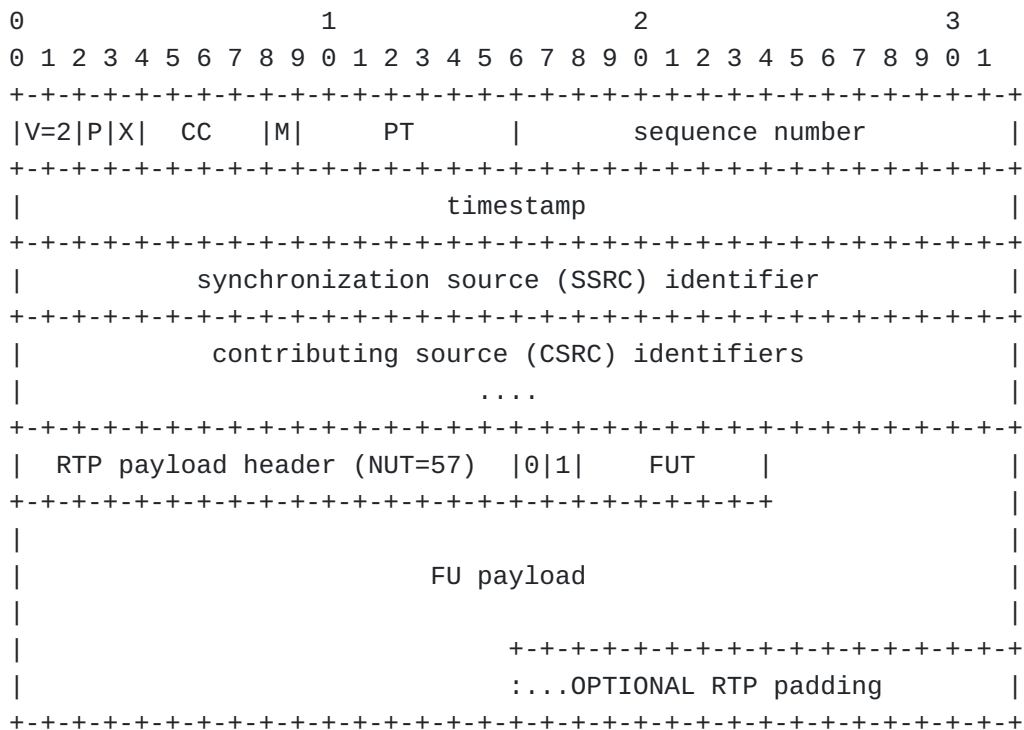 0                   1                   2                   3
0 1 2 3 4 5 6 7 8 9 0 1 2 3 4 5 6 7 8 9 0 1 2 3 4 5 6 7 8 9 0 1
+-+-+-+-+-+-+-+-+-+-+-+-+-+-+-+-+-+-+-+-+-+-+-+-+-+-+-+-+-+-+-+-+
|V=2|P|X|  CC   |M|     PT      |       sequence number         |
+-+-+-+-+-+-+-+-+-+-+-+-+-+-+-+-+-+-+-+-+-+-+-+-+-+-+-+-+-+-+-+-+
|                           timestamp                           |
+-+-+-+-+-+-+-+-+-+-+-+-+-+-+-+-+-+-+-+-+-+-+-+-+-+-+-+-+-+-+-+-+
|           synchronization source (SSRC) identifier            |
+-+-+-+-+-+-+-+-+-+-+-+-+-+-+-+-+-+-+-+-+-+-+-+-+-+-+-+-+-+-+-+-+
|            contributing source (CSRC) identifiers             |
|                             ....                              |
+-+-+-+-+-+-+-+-+-+-+-+-+-+-+-+-+-+-+-+-+-+-+-+-+-+-+-+-+-+-+-+-+
|  RTP payload header (NUT=57)  |0|1|    FUT    |               |
+-+-+-+-+-+-+-+-+-+-+-+-+-+-+-+-+-+-+-+-+-+-+-+-+               |
|                                                               |
|                          FU payload                           |
|                                                               |
|                               +-+-+-+-+-+-+-+-+-+-+-+-+-+-+-+-+
|                               :...OPTIONAL RTP padding        |
+-+-+-+-+-+-+-+-+-+-+-+-+-+-+-+-+-+-+-+-+-+-+-+-+-+-+-+-+-+-+-+-+